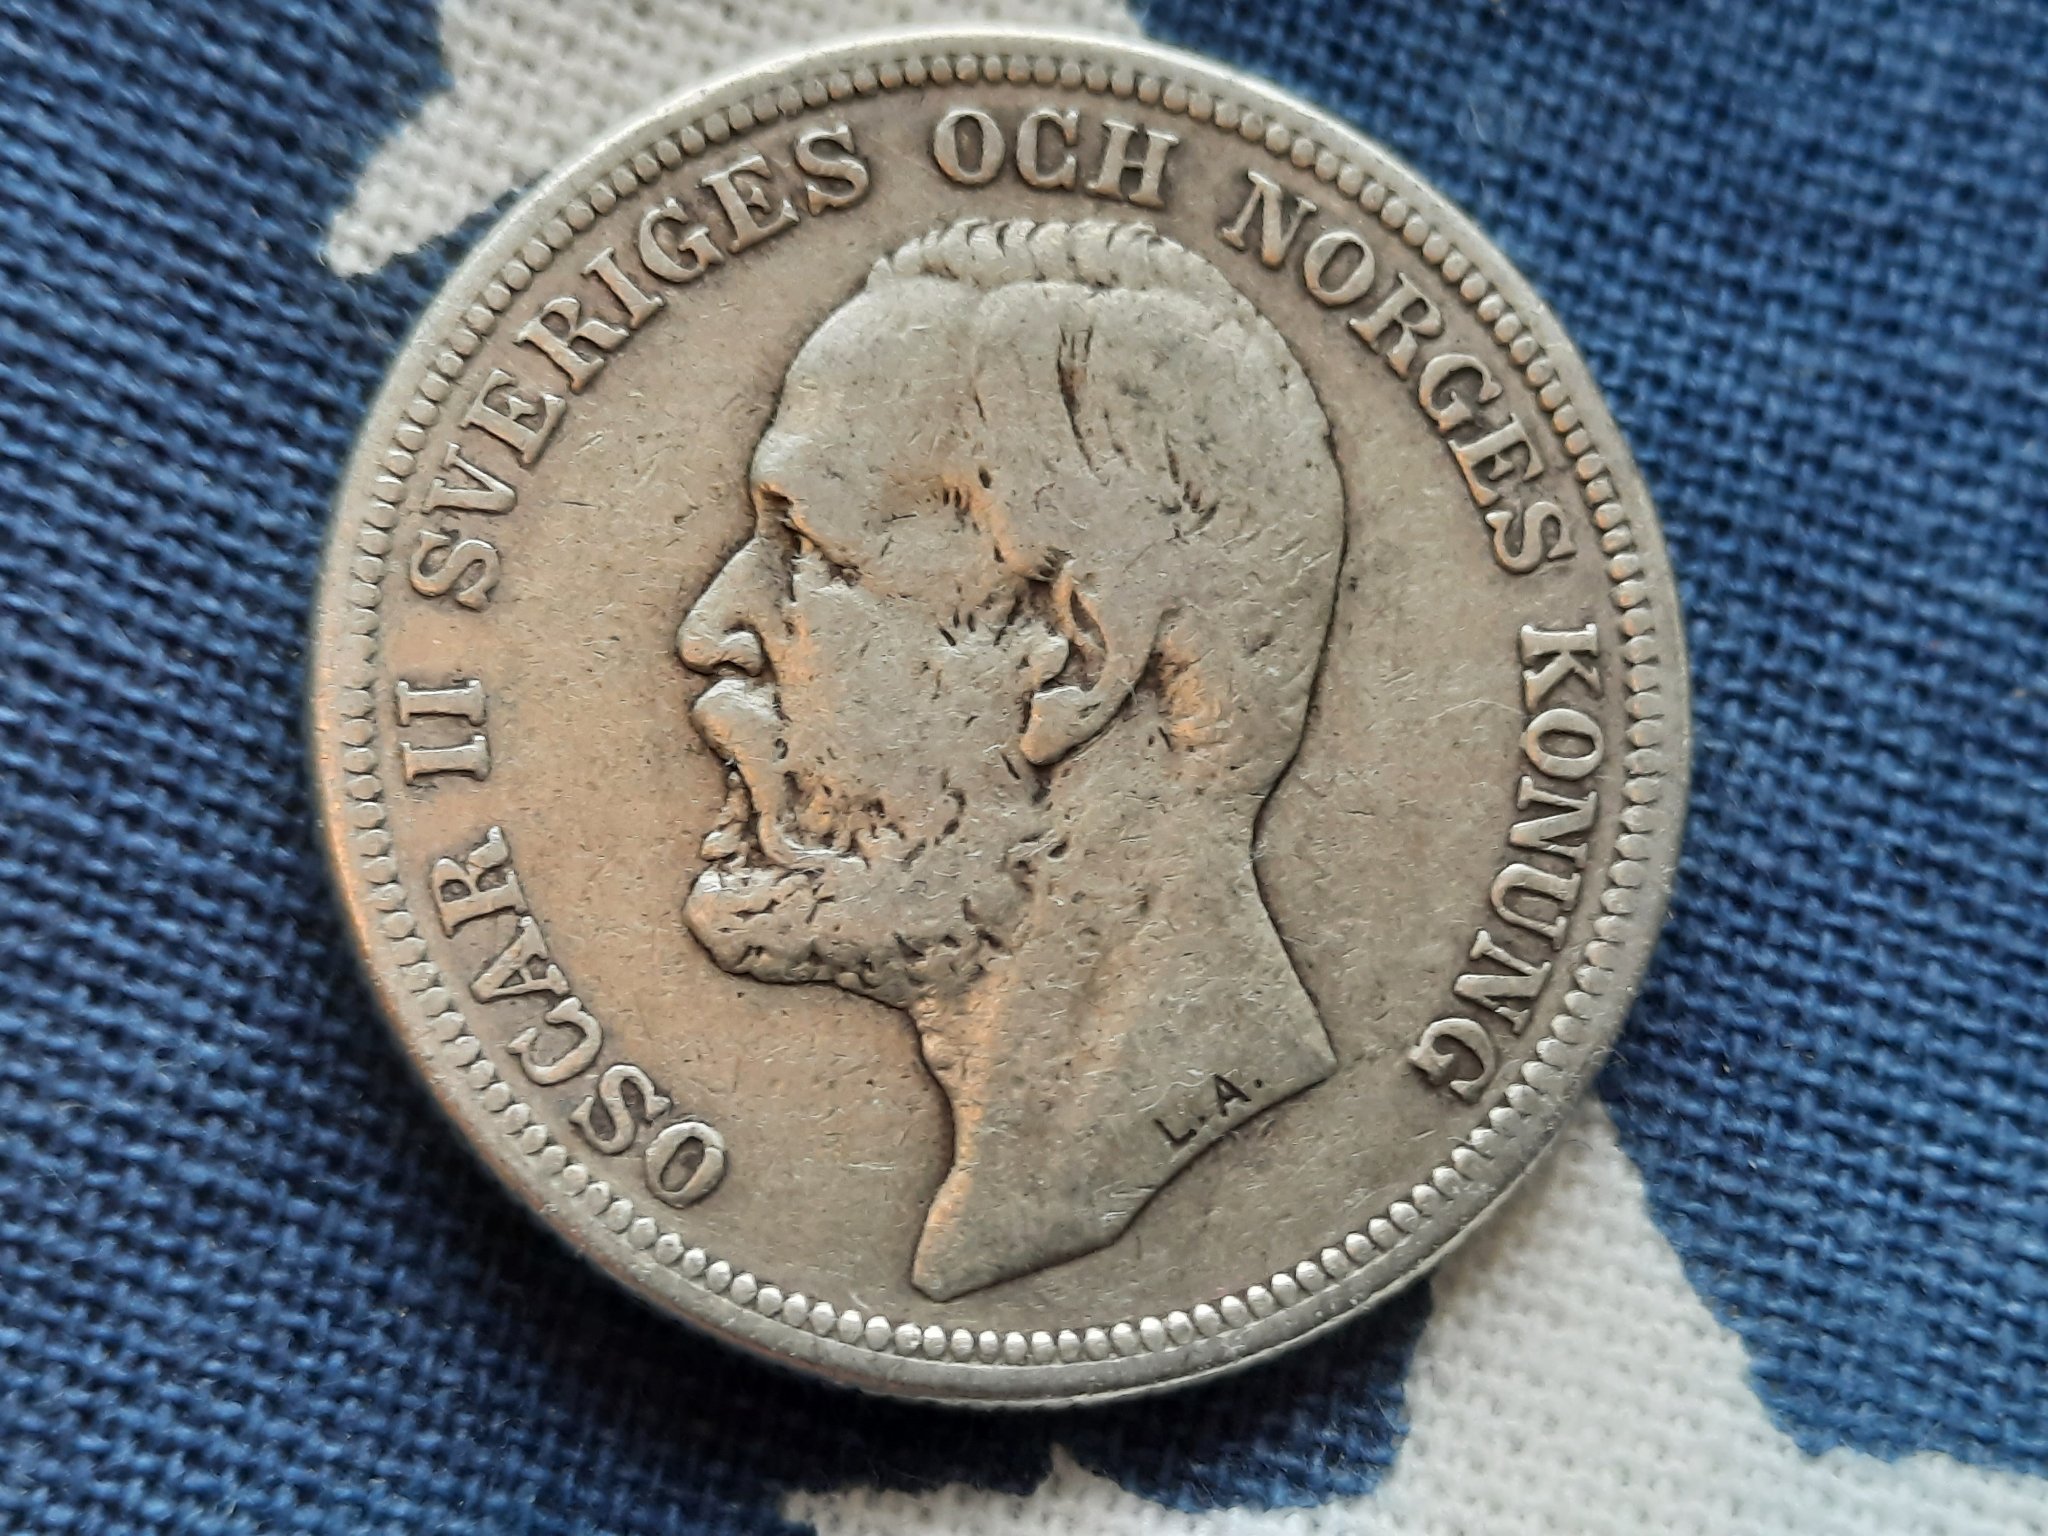 OSCAR II SVERIGES OCH NORGES KONUNG
L.A.